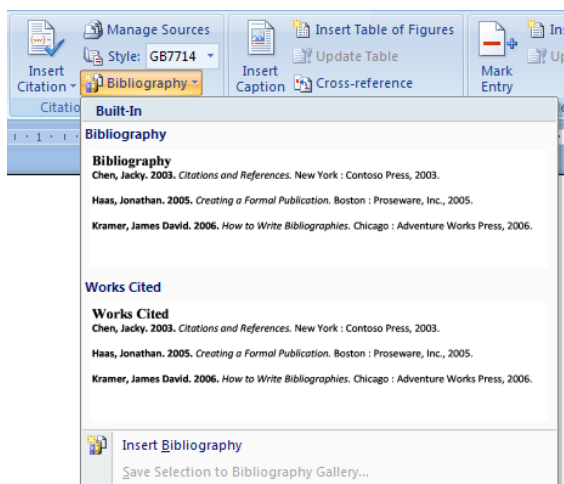 Manage Sources
Style: GB7714
Bibliography
Insert
Citation
Insert Table of Figures
Update Table
Cross-reference
Insert
Caption
Mark
Entry
Citatio
1
Built-In
Bibliography
Bibliography
Chen, Jacky. 2003. Citations and References. New York : Contoso Press, 2003.
Haas, Jonathan. 2005. Creating a Formal Publication. Boston : Proseware, Inc., 2005.
Kramer, James David. 2006. How to Write Bibliographies. Chicago : Adventure Works Press, 2006.
Works Cited
Works Cited
Chen, Jacky. 2003. Citations and References. New York : Contoso Press, 2003.
Haas, Jonathan. 2005. Creating a Formal Publication. Boston : Proseware, Inc., 2005.
Kramer, James David. 2006. How to Write Bibliographies. Chicago : Adventure Works Press, 2006.
Insert Bibliography
Save Selection to Bibliography Gallery...